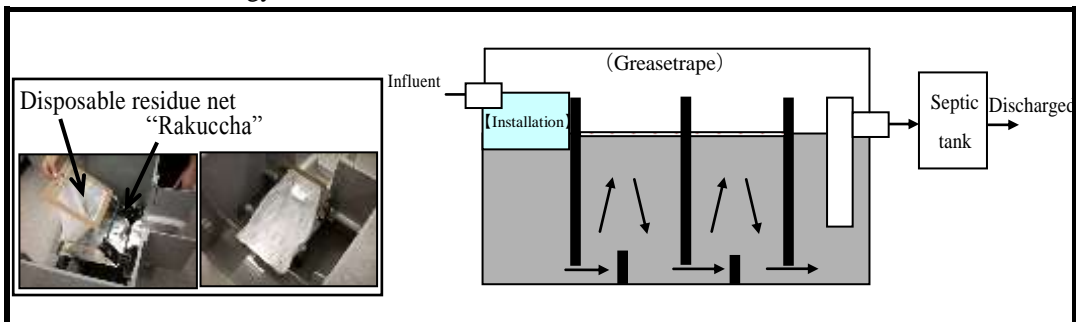 Disposable residue net
“Rakuccha”
Influent
（Greasetrape）
【Installation】
Septic
tank
Discharged